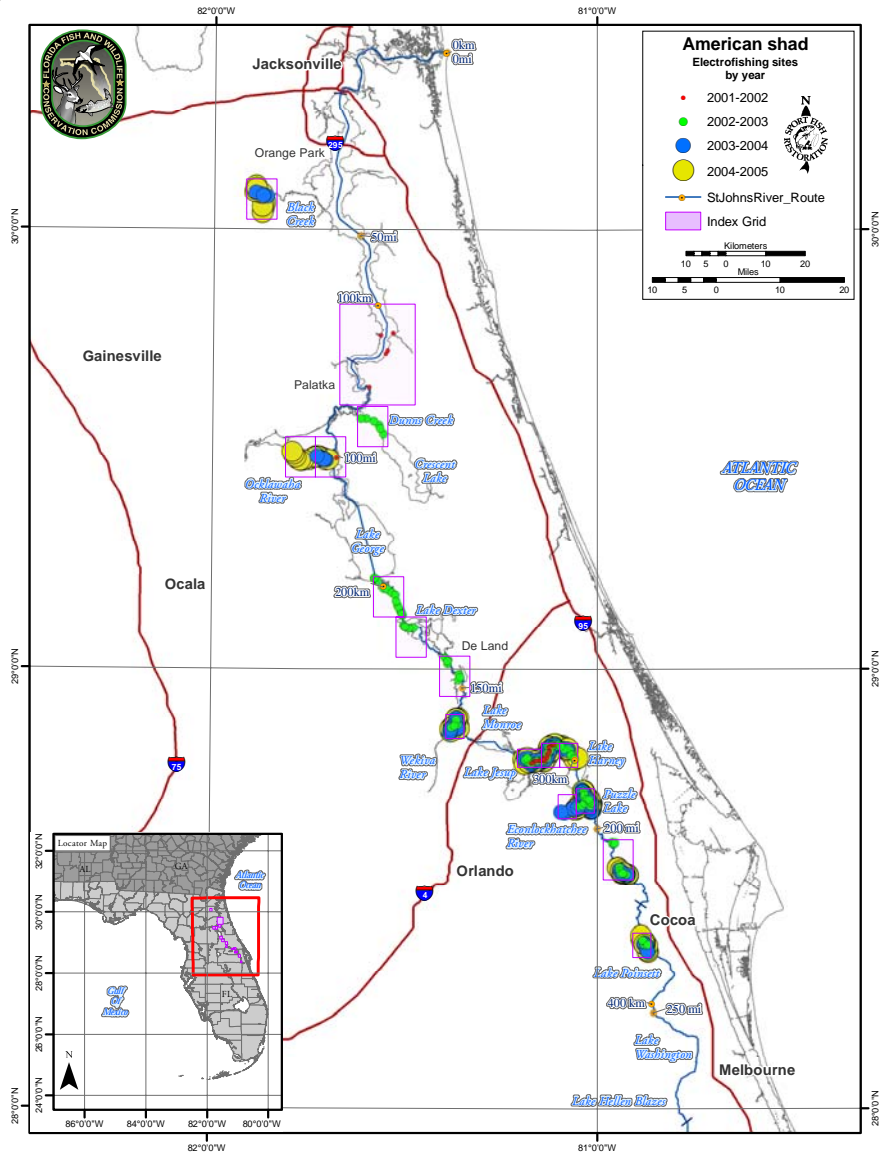 82°0'0"W
81°0'0"W
FLORIDA FISH AND WILDLIFE
CONSERVATION COMMISSION
Jacksonville
0km
0mi
American shad
Electrofishing sites
by year
2001-2002
2002-2003
2003-2004
2004-2005
StJohnsRiver_Route
Index Grid
N
SPORT FISH
RESTORATION
Kilometers
10 5 0 10 20
Miles
10 5 0 10 20
295
Orange Park
Black
Creek
30°0'0"N
30°0'0"N
50mi
100km
Gainesville
Palatka
Dunns Creek
100mi
Crescent
Lake
Ocklawaha
River
ATLANTIC
OCEAN
Lake
George
Ocala
200km
Lake Dexter
95
De Land
29°0'0"N
29°0'0"N
150mi
Lake
Monroe
75
Wekiva
River
Lake Jesup
Lake
Harney
300km
Puzzle
Lake
Econlockhatchee
River
200mi
Orlando
4
Cocoa
Lake Poinsett
400km
250mi
Lake
Washington
Melbourne
Lake Hellen Blazes
28°0'0"N
28°0'0"N
Locator Map
AL
GA
Atlantic
Ocean
FL
Gulf
Of
Mexico
N
32°0'0"N
30°0'0"N
28°0'0"N
26°0'0"N
24°0'0"N
86°0'0"W
84°0'0"W
82°0'0"W
80°0'0"W
82°0'0"W
81°0'0"W